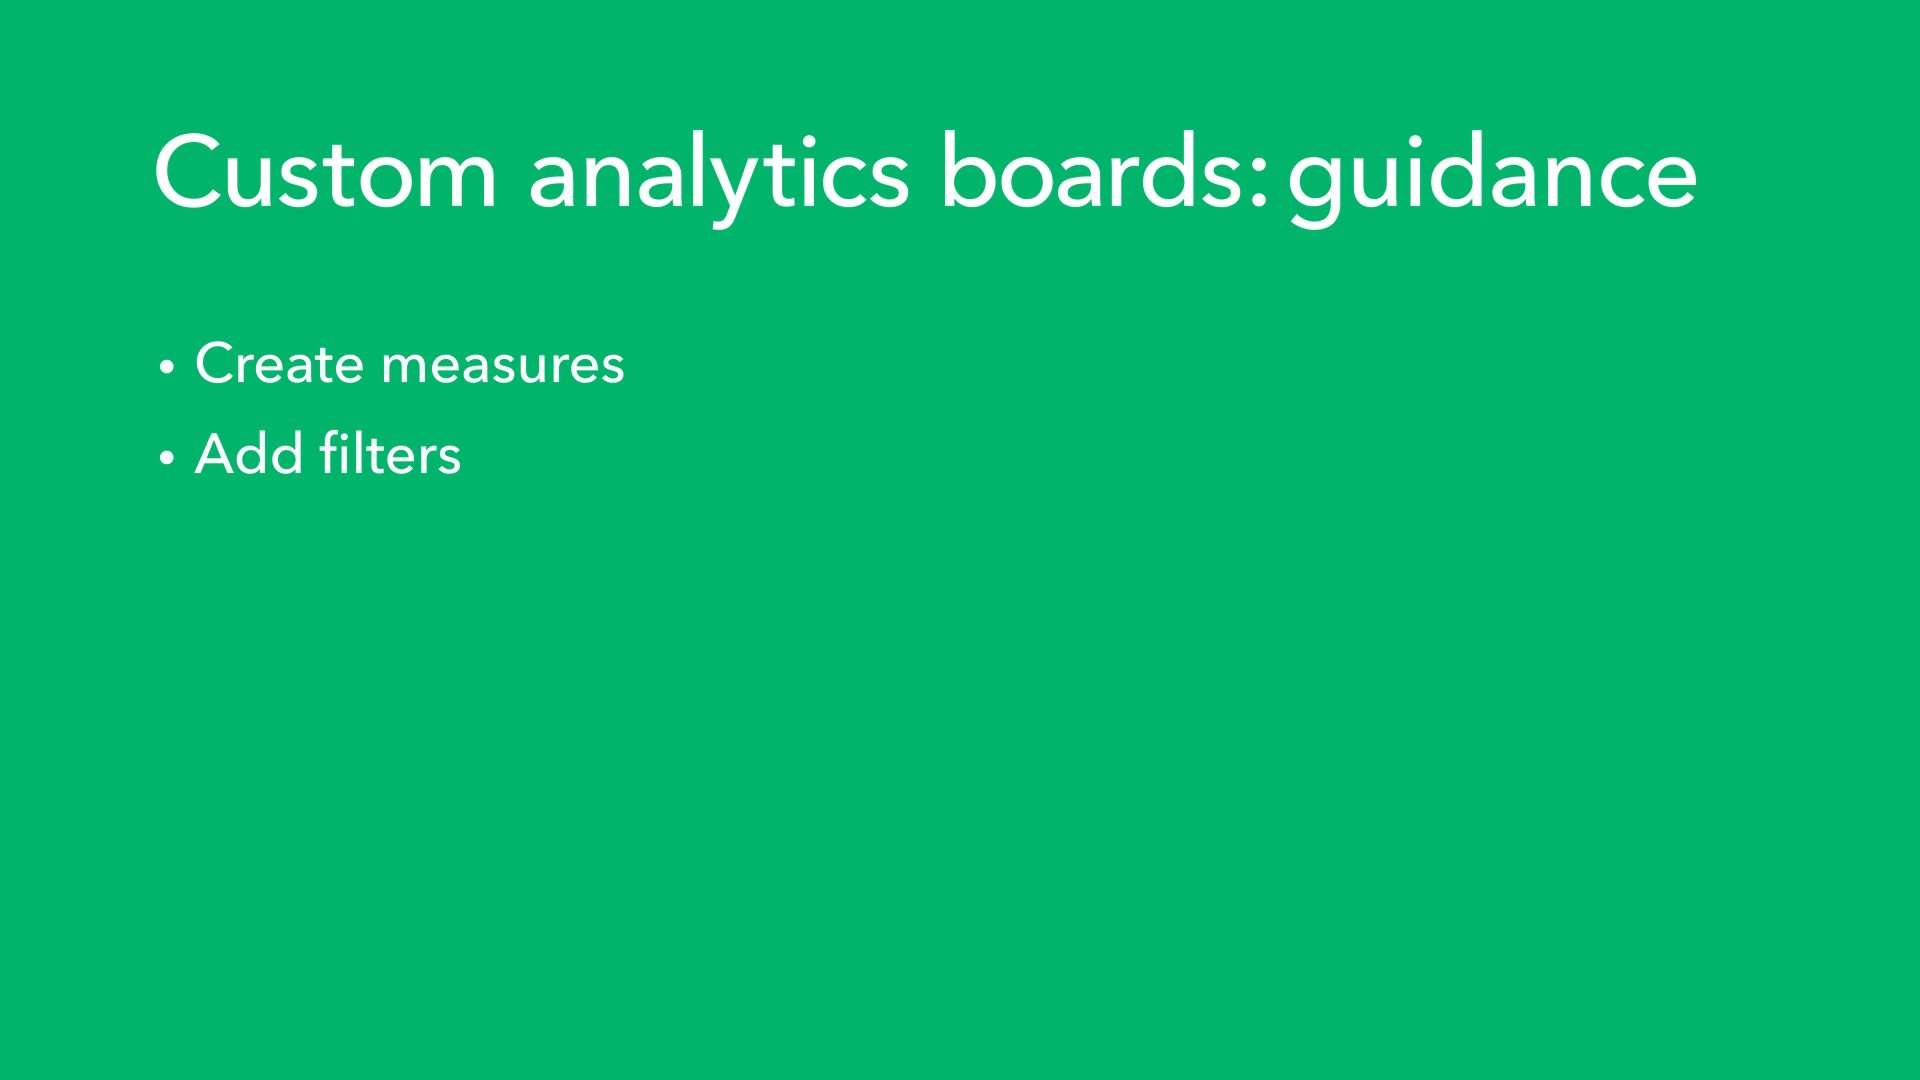 Custom analytics boards: guidance
• Create measures
• Add filters